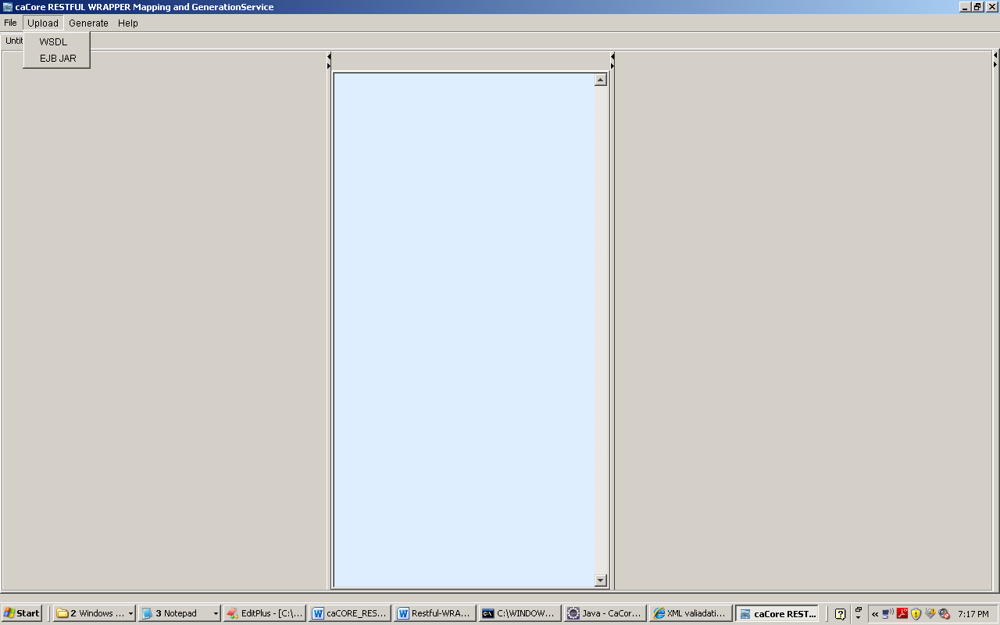 caCore RESTFUL WRAPPER Mapping and GenerationService
File Upload Generate Help
Untit
WSDL
EJB JAR
Start 2 Windows ... 3 Notepad EditPlus - [C:\... caCORE_RES... Restful-WRA... C:\WINDOW... Java - CaCor... XML valiadati... caCore REST... « 7:17 PM